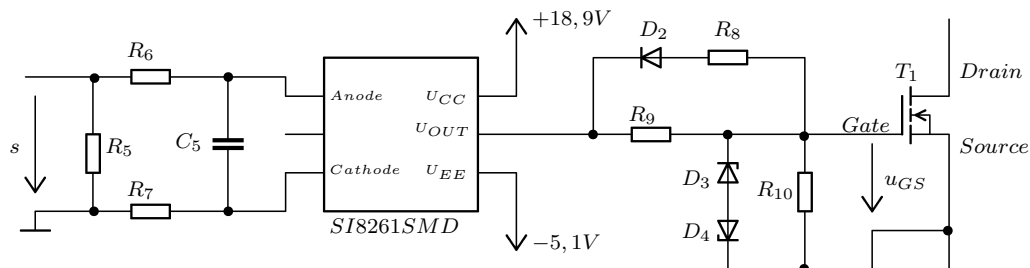 +18,9V
D2
R8
R6
T1
Drain
Anode
UCC
R9
UOUT
Gate
s
R5
C5
Source
Cathode
UEE
D3
R10
uGS
R7
SI8261SMD
D4
−5,1V